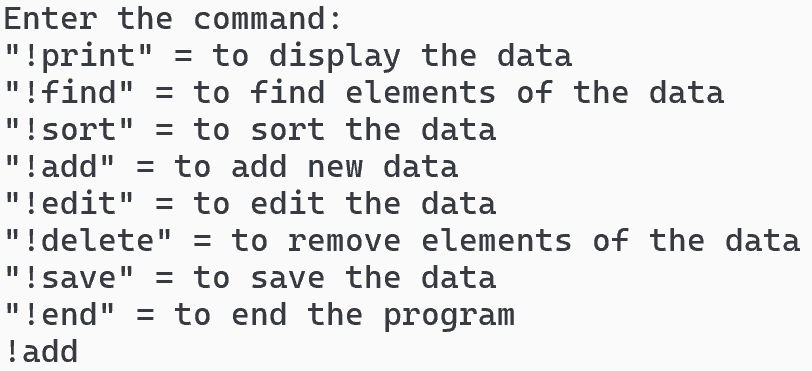 Enter the command:
"!print" = to display the data
"!find" = to find elements of the data
"!sort" = to sort the data
"!add" = to add new data
"!edit" = to edit the data
"!delete" = to remove elements of the data
"!save" = to save the data
"!end" = to end the program
!add